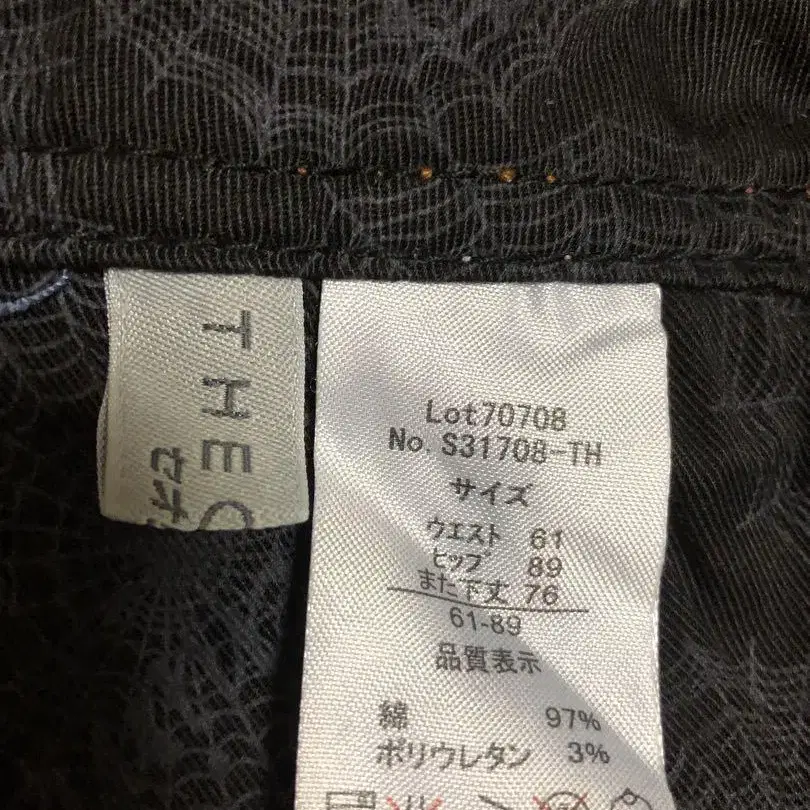 THE
Lot70708
No.S31708-TH
サイズ
ウエスト 61
ヒップ 89
また下丈 76
61-89
品質表示
綿 97%
ポリウレタン 3%